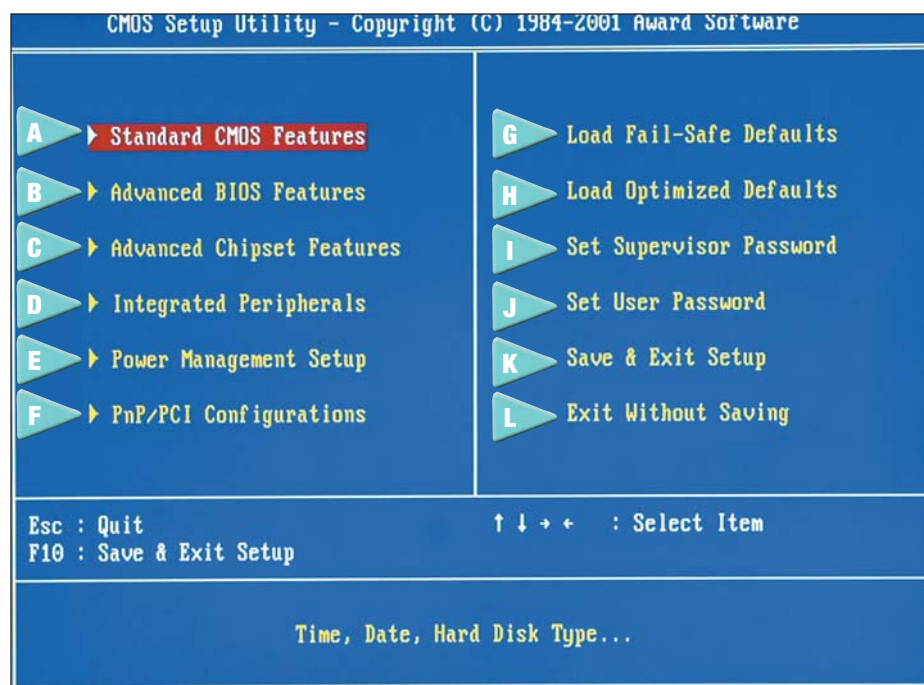 CMOS Setup Utility - Copyright (C) 1984-2001 Award Software
A Standard CMOS Features
B Advanced BIOS Features
C Advanced Chipset Features
D Integrated Peripherals
E Power Management Setup
F PnP/PCI Configurations
G Load Fail-Safe Defaults
H Load Optimized Defaults
I Set Supervisor Password
J Set User Password
K Save & Exit Setup
L Exit Without Saving
Esc : Quit
F10 : Save & Exit Setup
↑ ↓ → ← : Select Item
Time, Date, Hard Disk Type...